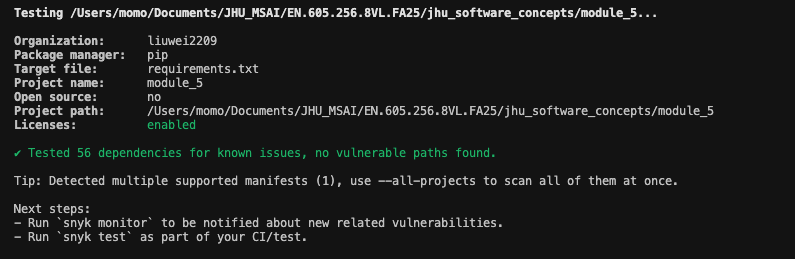 Testing /Users/momo/Documents/JHU_MSAI/EN.605.256.8VL.FA25/jhu_software_concepts/module_5...
Organization: liuwei2209
Package manager: pip
Target file: requirements.txt
Project name: module_5
Open source: no
Project path: /Users/momo/Documents/JHU_MSAI/EN.605.256.8VL.FA25/jhu_software_concepts/module_5
Licenses: enabled
✔ Tested 56 dependencies for known issues, no vulnerable paths found.
Tip: Detected multiple supported manifests (1), use --all-projects to scan all of them at once.
Next steps:
- Run `snyk monitor` to be notified about new related vulnerabilities.
- Run `snyk test` as part of your CI/test.